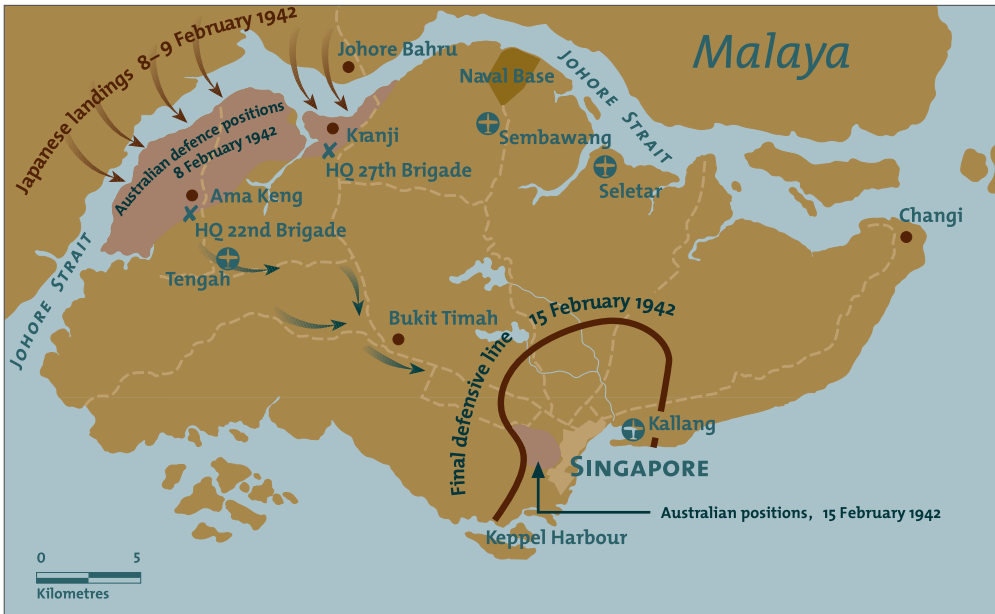 Japanese landings 8–9 February 1942
Johore Bahru
Malaya
Naval Base
JOHORE STRAIT
Australian defence positions
8 February 1942
Kranji
Sembawang
HQ 27th Brigade
Seletar
Ama Keng
HQ 22nd Brigade
Changi
JOHORE STRAIT
Tengah
Bukit Timah
Final defensive line 15 February 1942
Kallang
SINGAPORE
Australian positions, 15 February 1942
Keppel Harbour
0 5
Kilometres